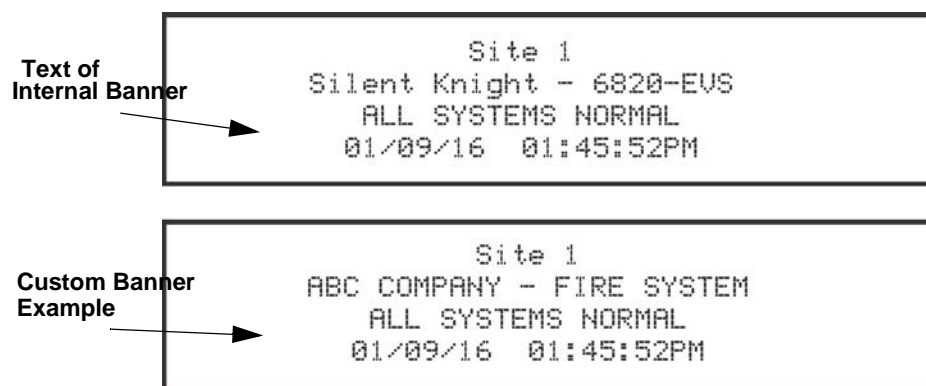 Text of
Internal Banner
Site 1
Silent Knight - 6820-EVS
ALL SYSTEMS NORMAL
01/09/16 01:45:52PM
Custom Banner
Example
Site 1
ABC COMPANY - FIRE SYSTEM
ALL SYSTEMS NORMAL
01/09/16 01:45:52PM